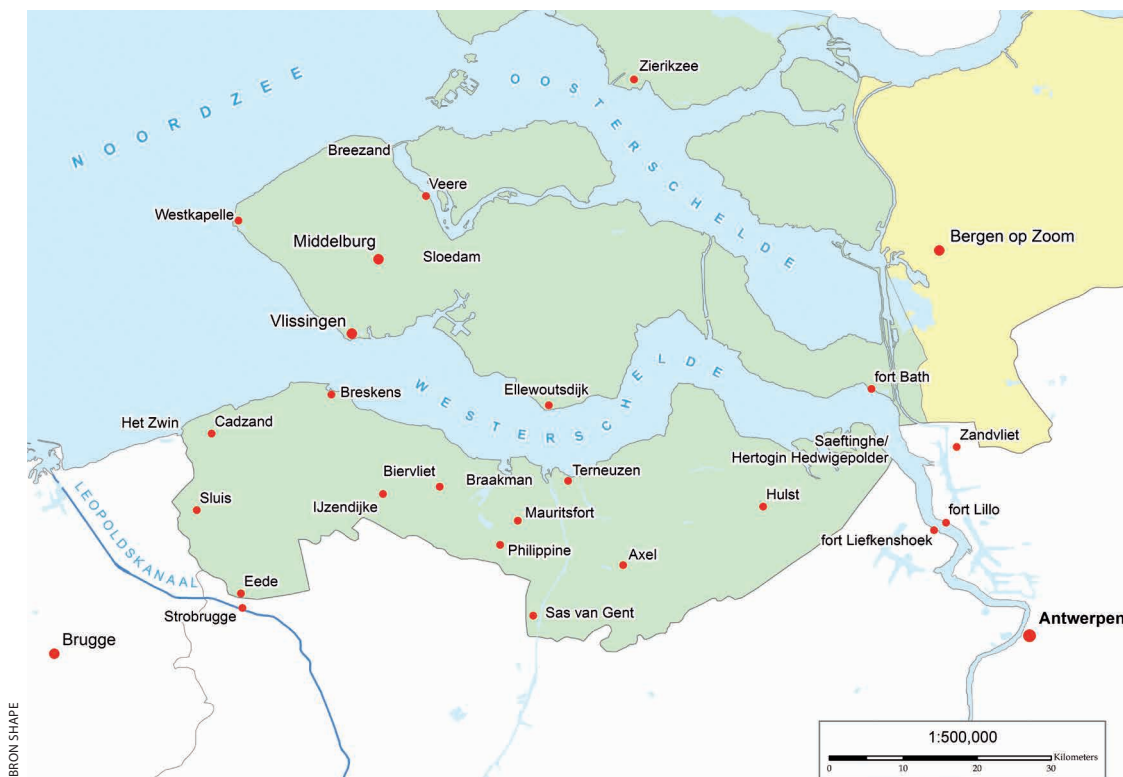 NOORDZEE
OOSTERSCHELDE
Zierikzee
Breezand
Veere
Westkapelle
Middelburg
Sloedam
Bergen op Zoom
Vlissingen
WESTERSCHELDE
Breskens
Ellewoutsdijk
fort Bath
Het Zwin
Cadzand
Saeftinghe/
Hertogin Hedwigepolder
Zandvliet
Biervliet
Braakman
Terneuzen
Sluis
IJzendijke
Mauritsfort
Hulst
fort Lillo
fort Liefkenshoek
LEOPOLDSKANAAL
Philippine
Axel
Eede
Strobrugge
Sas van Gent
Brugge
Antwerpen
BRON SHAPE
1:500,000
Kilometers
0 5 10 20 30